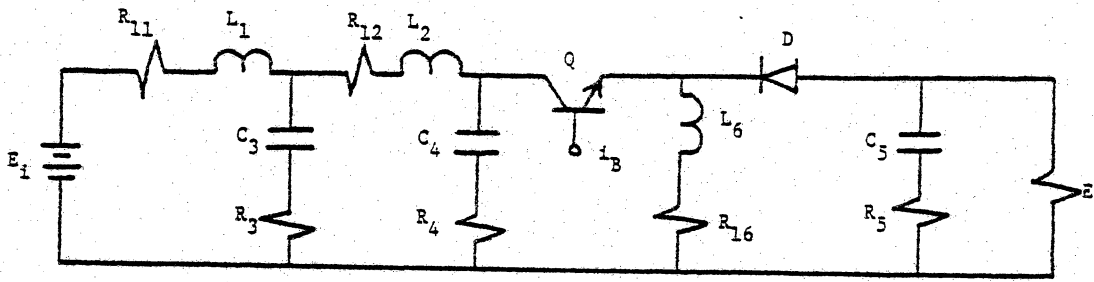 R11 L1 R12 L2 Q D
Ei C3 C4 iB L6 C5 E
R3 R4 R16 R5